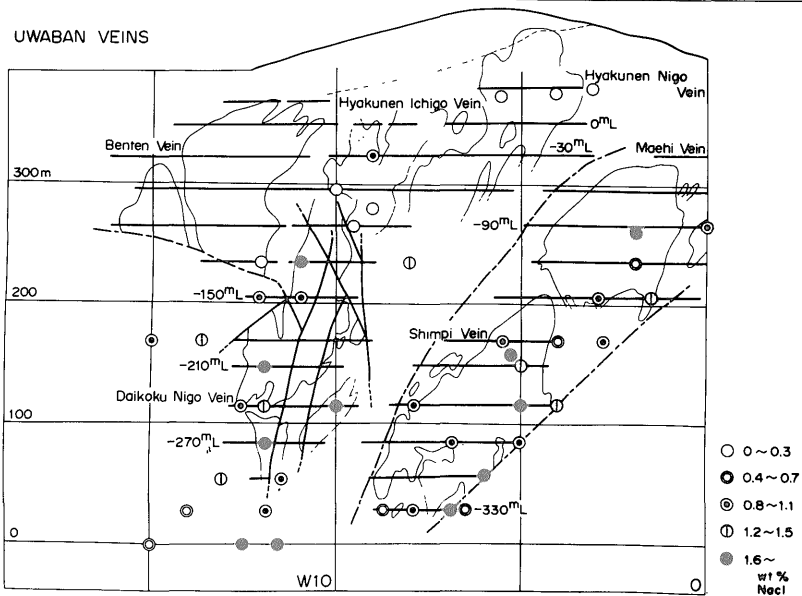 UWABAN VEINS
Hyakunen Nigo
Vein
Hyakunen Ichigo Vein
0mL
Benten Vein
-30mL
Maehi Vein
300m
-90mL
-150mL
200
Shimpi Vein
-210mL
Daikoku Nigo Vein
100
-270mL
0~0.3
0.4~0.7
0.8~1.1
1.2~1.5
1.6~
wt %
Nacl
-330mL
0
W10
0